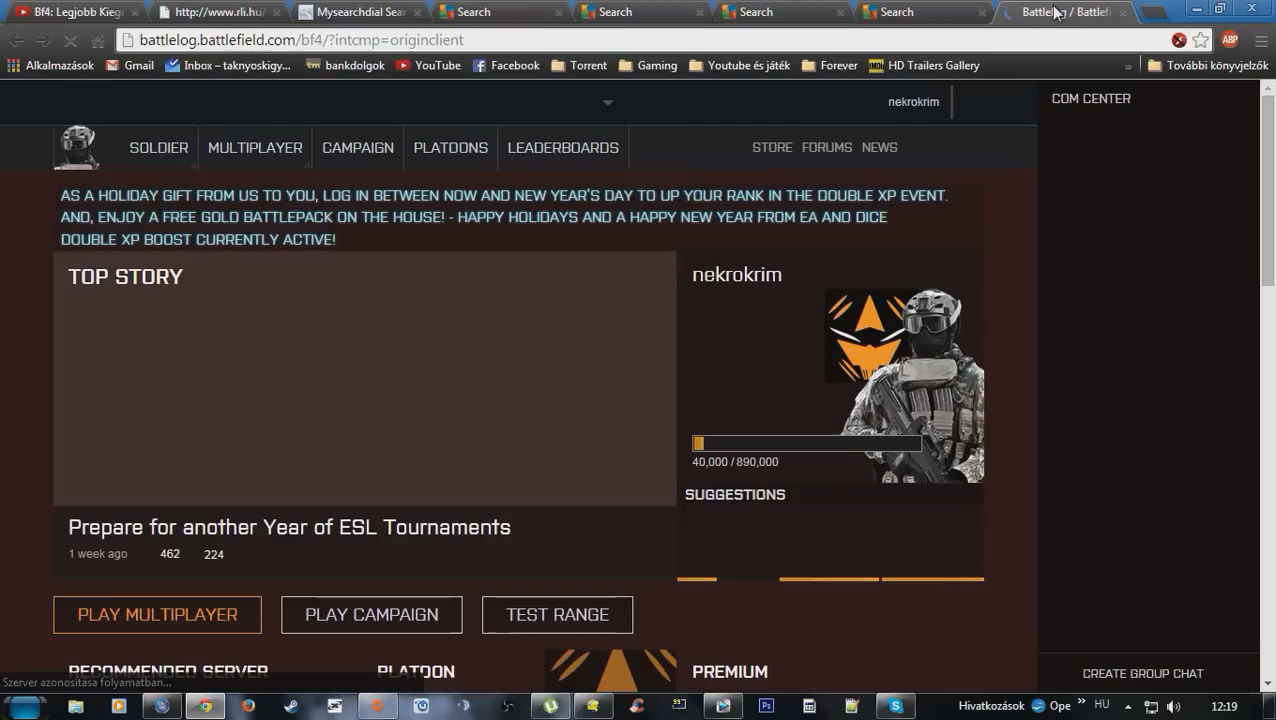 Bf4: Legjobb Kieg
http://www.rli.hu/
Mysearchdial Sear
Search
Search
Search
Search
Battlelog / Battlefi
battlelog.battlefield.com/bf4/?intcmp=originclient
ABP
Alkalmazások
Gmail
Inbox – taknyoskigy...
bankdolgok
YouTube
Facebook
Torrent
Gaming
Youtube és játék
Forever
HD Trailers Gallery
»
További könyvjelzők
nekrokrim
COM CENTER
SOLDIER
MULTIPLAYER
CAMPAIGN
PLATOONS
LEADERBOARDS
STORE
FORUMS
NEWS
AS A HOLIDAY GIFT FROM US TO YOU, LOG IN BETWEEN NOW AND NEW YEAR'S DAY TO UP YOUR RANK IN THE DOUBLE XP EVENT.
AND, ENJOY A FREE GOLD BATTLEPACK ON THE HOUSE! - HAPPY HOLIDAYS AND A HAPPY NEW YEAR FROM EA AND DICE
DOUBLE XP BOOST CURRENTLY ACTIVE!
TOP STORY
nekrokrim
40,000 / 890,000
SUGGESTIONS
Prepare for another Year of ESL Tournaments
1 week ago
462
224
PLAY MULTIPLAYER
PLAY CAMPAIGN
TEST RANGE
RECOMMENDED SERVER
PLATOON
PREMIUM
CREATE GROUP CHAT
Szerver azonosítása folyamatban...
Hivatkozások
Ope
»
HU
12:19